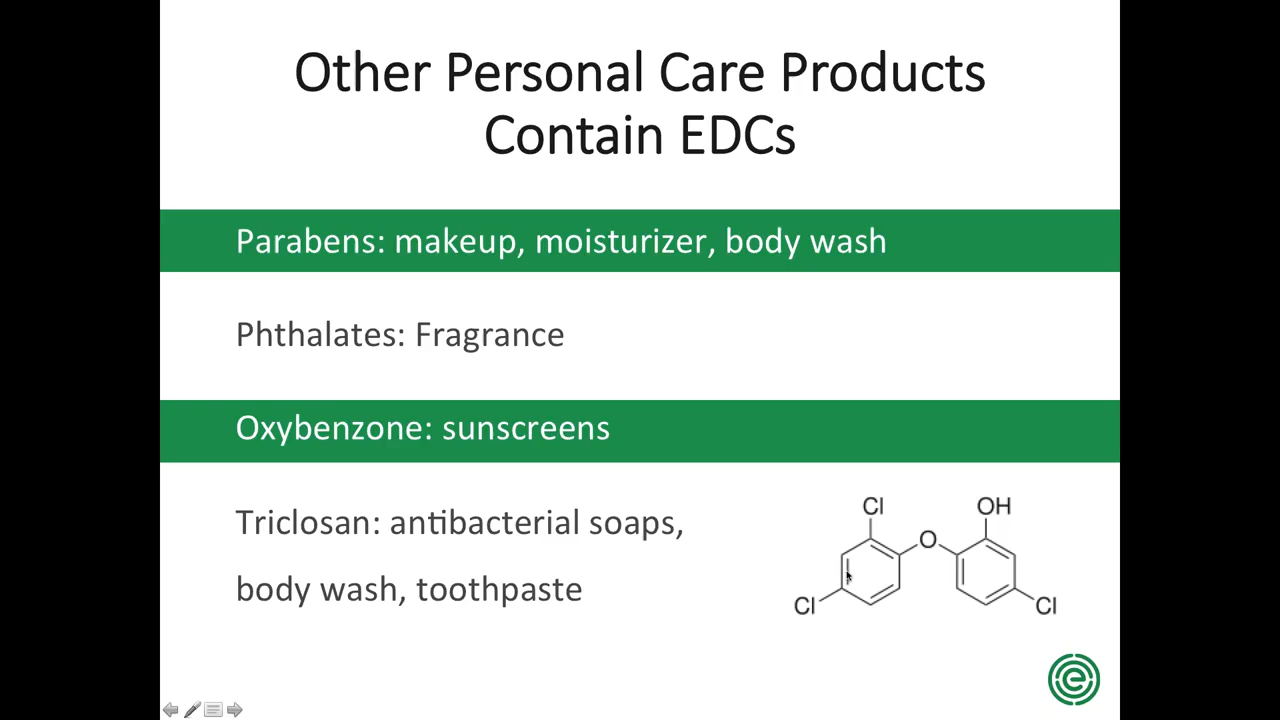 Other Personal Care Products
Contain EDCs
Parabens: makeup, moisturizer, body wash
Phthalates: Fragrance
Oxybenzone: sunscreens
Triclosan: antibacterial soaps,
body wash, toothpaste
Cl
OH
O
Cl
Cl
e